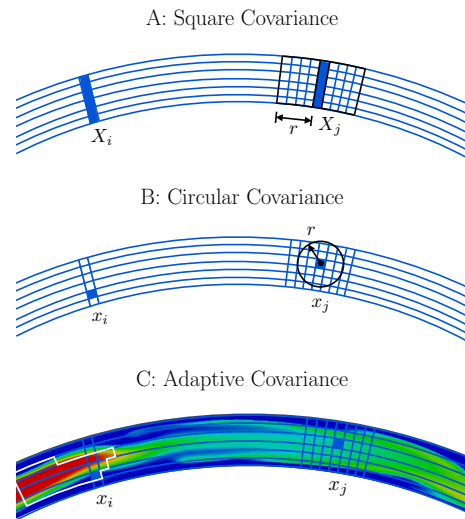 A: Square Covariance
X_i
r
X_j
B: Circular Covariance
r
x_i
x_j
C: Adaptive Covariance
x_i
x_j